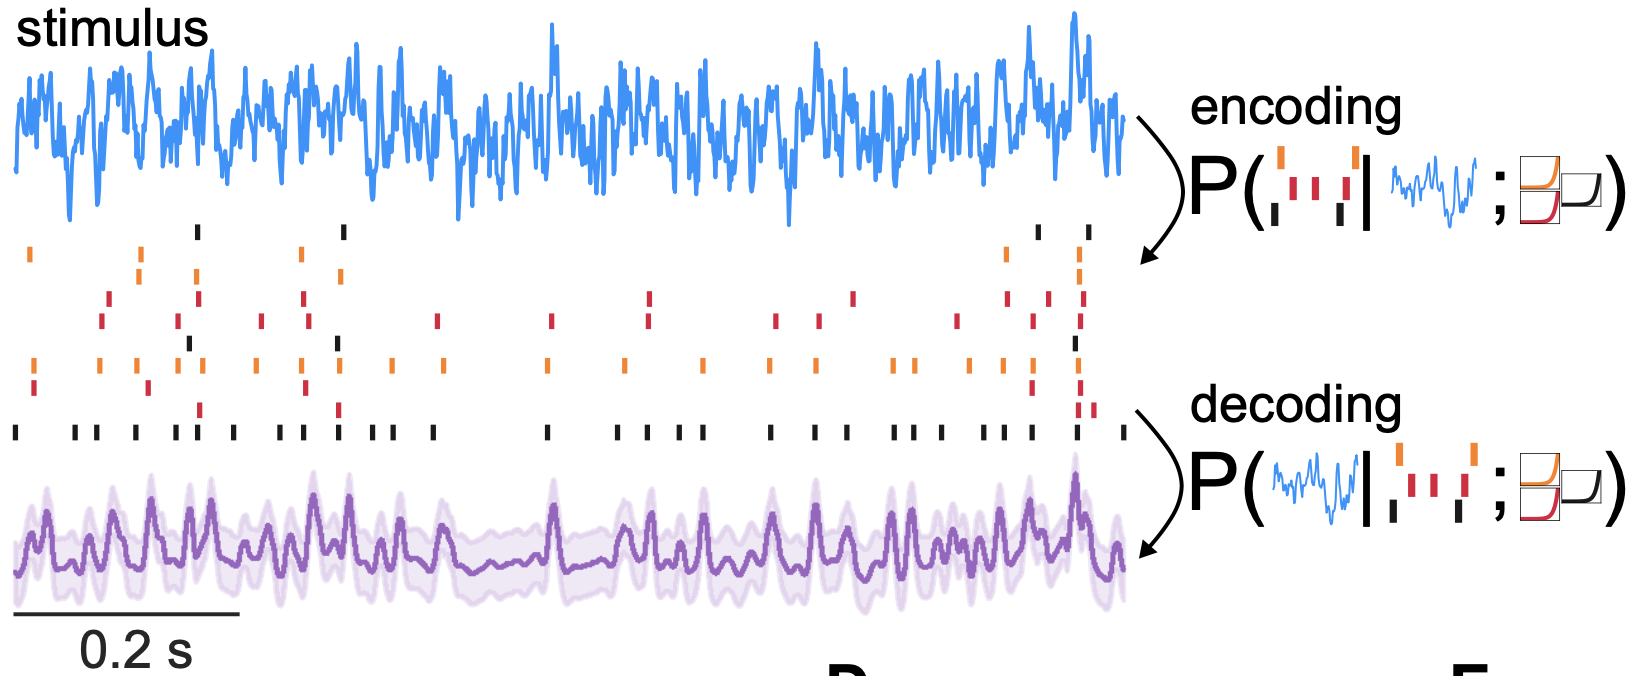 stimulus
encoding
P( | ; )
decoding
P( | ; )
0.2 s